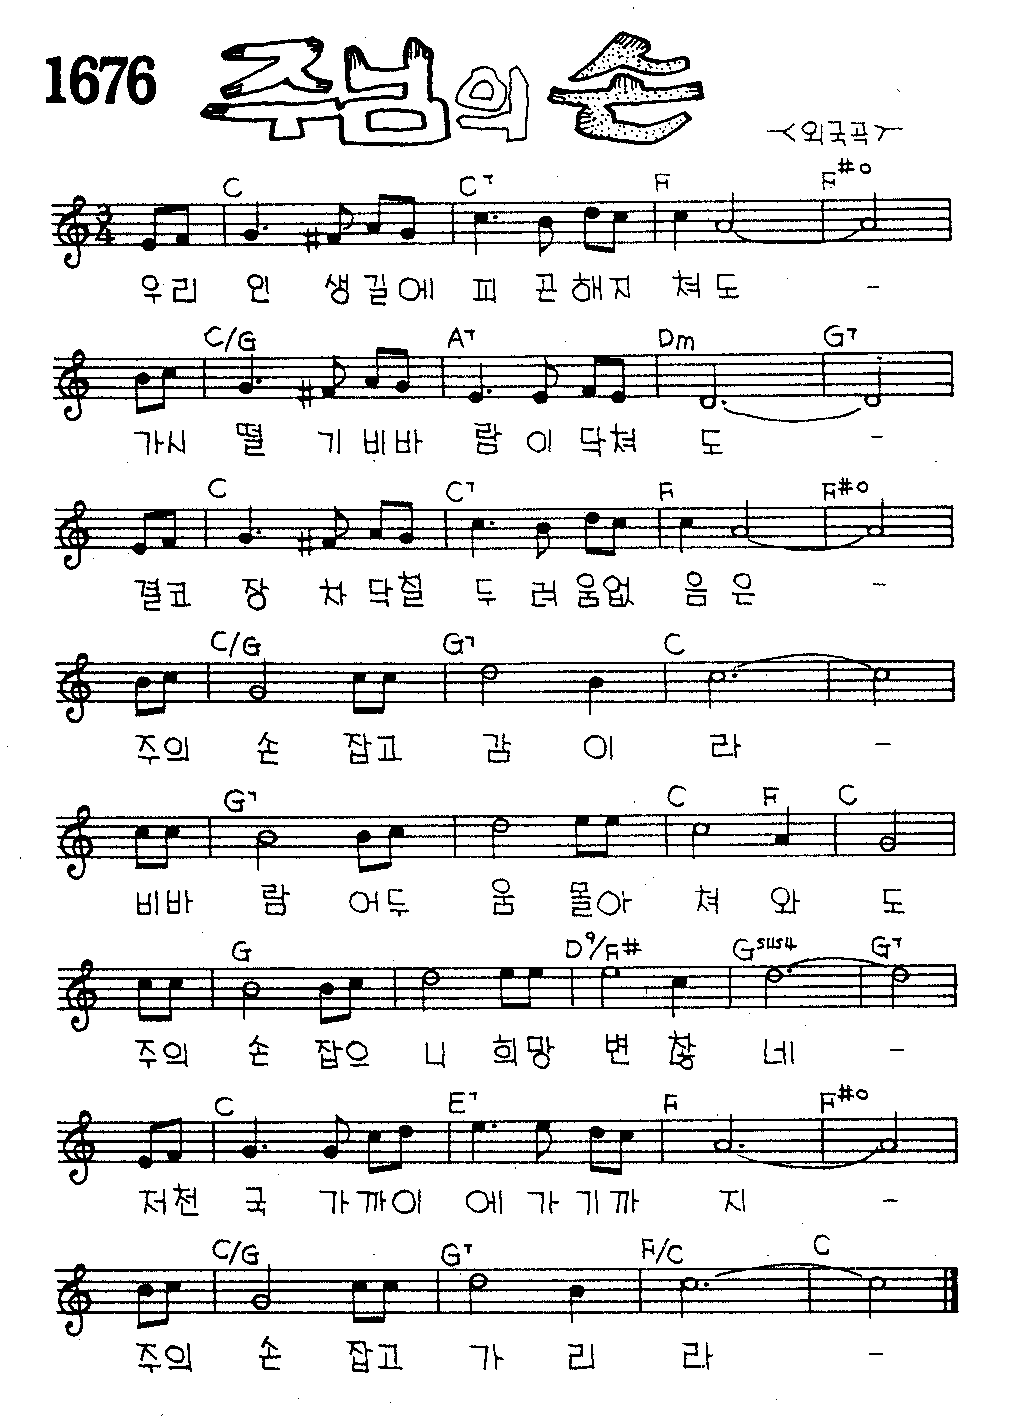 1676 주님의 손
<외국곡>
3/4
C C7 F F#o
우리 인 생길에 피 곤해지 쳐도 -
C/G A7 Dm G7
가시 떨 기 비바 람 이 닥쳐 도 -
C C7 F F#o
결코 장 차 닥칠 두 려움없 음은 -
C/G G7 C
주의 손 잡고 감 이 라 -
G7 C F C
비바 람 어두 움 몰아 쳐 와 도
G D9/F# Gsus4 G7
주의 손 잡으 니 희망 변 찮 네 -
C E7 F F#o
저천 국 가까이 에 가 기까 지 -
C/G G7 F/C C
주의 손 잡고 가 리 라 -